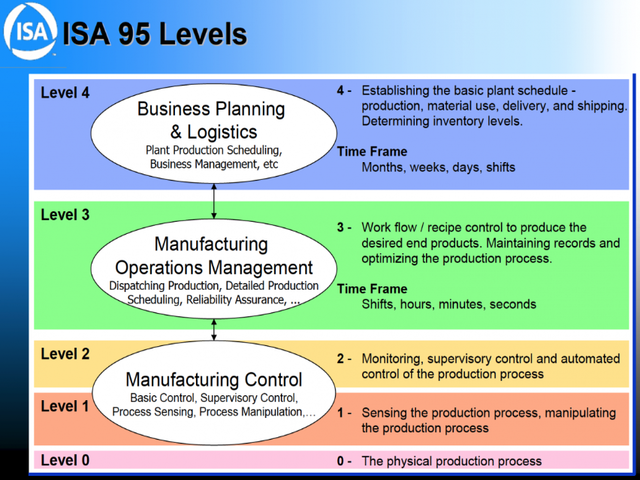 ISA
ISA 95 Levels
Level 4
Business Planning
& Logistics
Plant Production Scheduling,
Business Management, etc
4 - Establishing the basic plant schedule -
production, material use, delivery, and shipping.
Determining inventory levels.
Time Frame
Months, weeks, days, shifts
Level 3
Manufacturing
Operations Management
Dispatching Production, Detailed Production
Scheduling, Reliability Assurance, ...
3 - Work flow / recipe control to produce the
desired end products. Maintaining records and
optimizing the production process.
Time Frame
Shifts, hours, minutes, seconds
Level 2
Manufacturing Control
Basic Control, Supervisory Control,
Process Sensing, Process Manipulation,...
2 - Monitoring, supervisory control and automated
control of the production process
Level 1
1 - Sensing the production process, manipulating
the production process
Level 0
0 - The physical production process